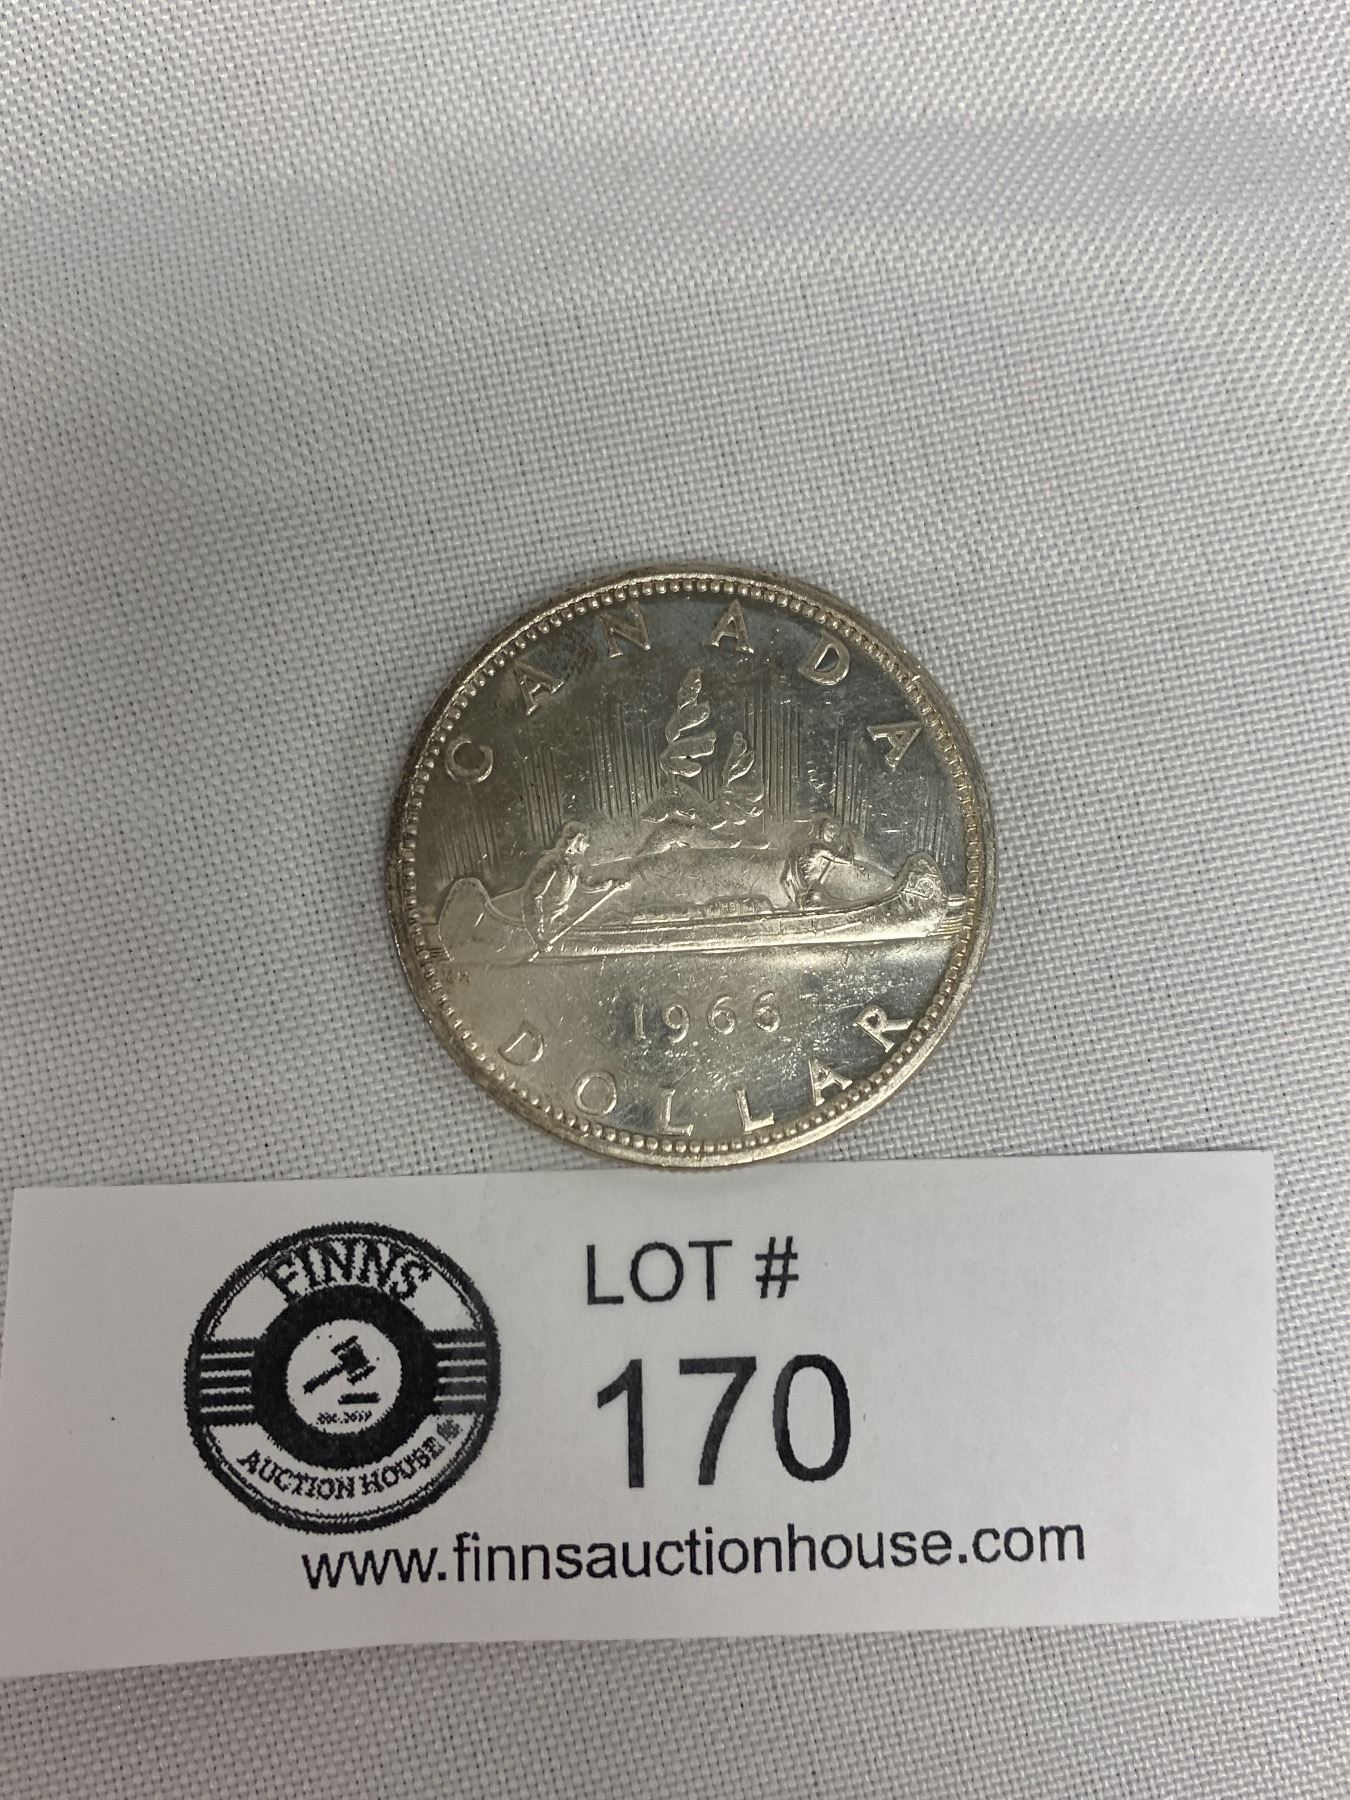 CANADA
1966
DOLLAR
FINNS
AUCTION HOUSE
LOT #
170
www.finnsauctionhouse.com